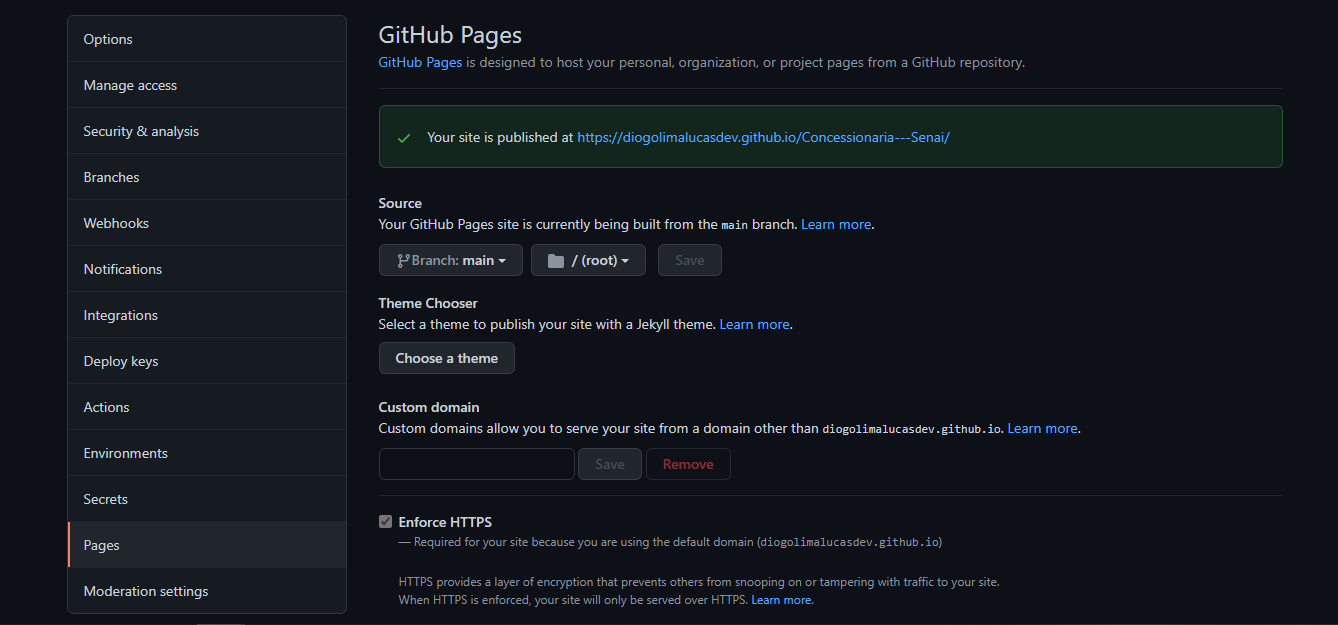 Options
Manage access
Security & analysis
Branches
Webhooks
Notifications
Integrations
Deploy keys
Actions
Environments
Secrets
Pages
Moderation settings
GitHub Pages
GitHub Pages is designed to host your personal, organization, or project pages from a GitHub repository.
Your site is published at https://diogolimalucasdev.github.io/Concessionaria---Senai/
Source
Your GitHub Pages site is currently being built from the main branch. Learn more.
Branch: main / (root) Save
Theme Chooser
Select a theme to publish your site with a Jekyll theme. Learn more.
Choose a theme
Custom domain
Custom domains allow you to serve your site from a domain other than diogolimalucasdev.github.io. Learn more.
Save Remove
Enforce HTTPS
— Required for your site because you are using the default domain (diogolimalucasdev.github.io)
HTTPS provides a layer of encryption that prevents others from snooping on or tampering with traffic to your site.
When HTTPS is enforced, your site will only be served over HTTPS. Learn more.